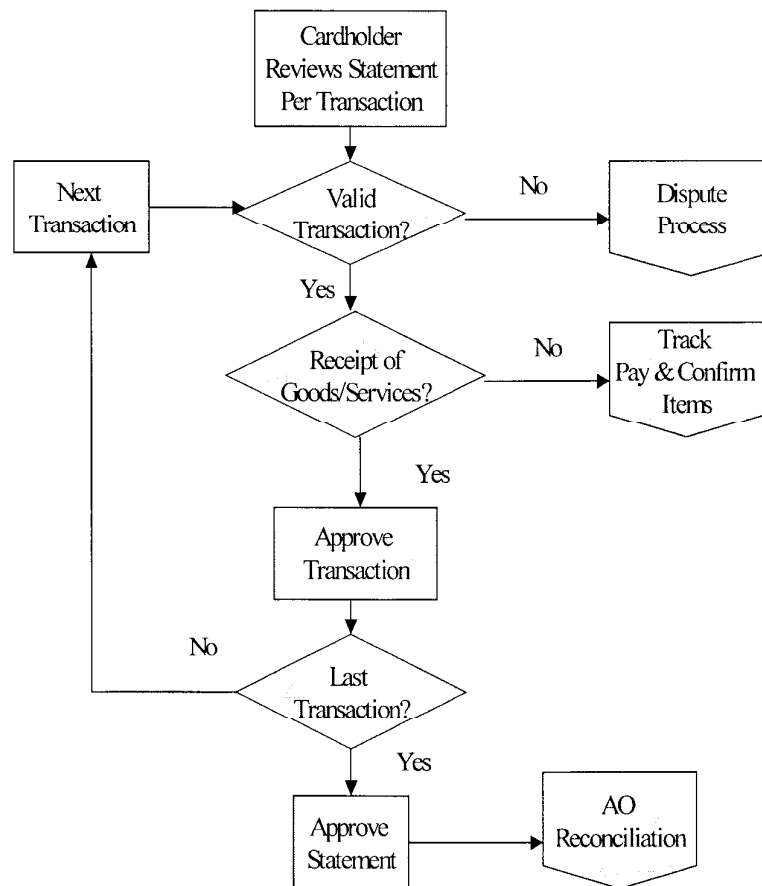 Cardholder
Reviews Statement
Per Transaction
Next
Transaction
Valid
Transaction?
No
Dispute
Process
Yes
Receipt of
Goods/Services?
No
Track
Pay & Confirm
Items
Yes
Approve
Transaction
No
Last
Transaction?
Yes
Approve
Statement
AO
Reconciliation